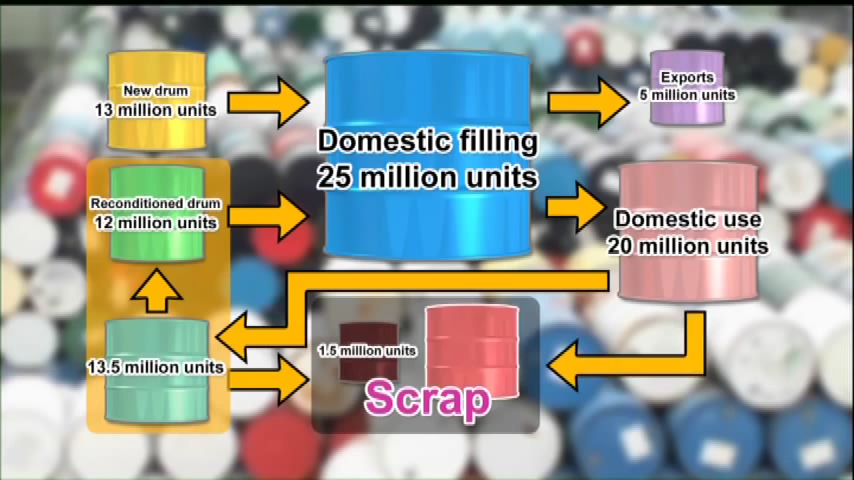 New drum
13 million units
Domestic filling
25 million units
Exports
5 million units
Reconditioned drum
12 million units
Domestic use
20 million units
13.5 million units
1.5 million units
Scrap